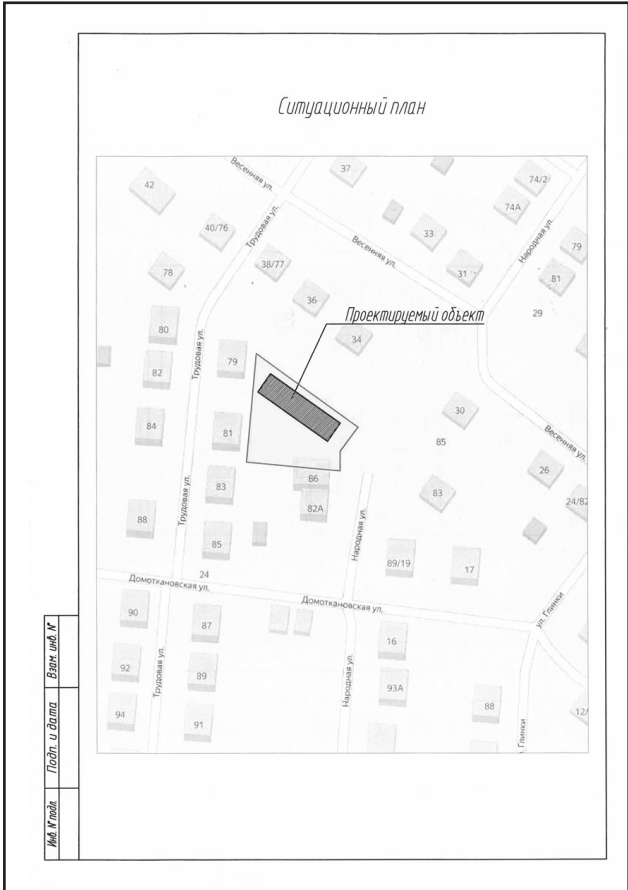 Ситуационный план
Весенняя ул.
37
74/2
42
74А
Трудовая ул.
40/76
33
Народная ул.
Весенняя ул.
79
38/77
31
78
81
36
29
Проектируемый объект
80
34
79
Трудовая ул.
82
30
84
81
85
Весенняя ул.
26
86
83
83
24/82
82А
Трудовая ул.
88
Народная ул.
85
89/19
17
24
Домоткановская ул.
Домоткановская ул.
ул. Глинки
90
87
16
92
89
Трудовая ул.
Народная ул.
93А
88
94
91
12/
Глинки
Взам. инв. №
Подп. и дата
Инв. № подл.